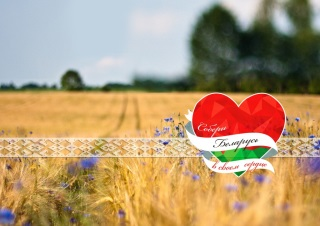 Собери
Беларусь
в своем сердце